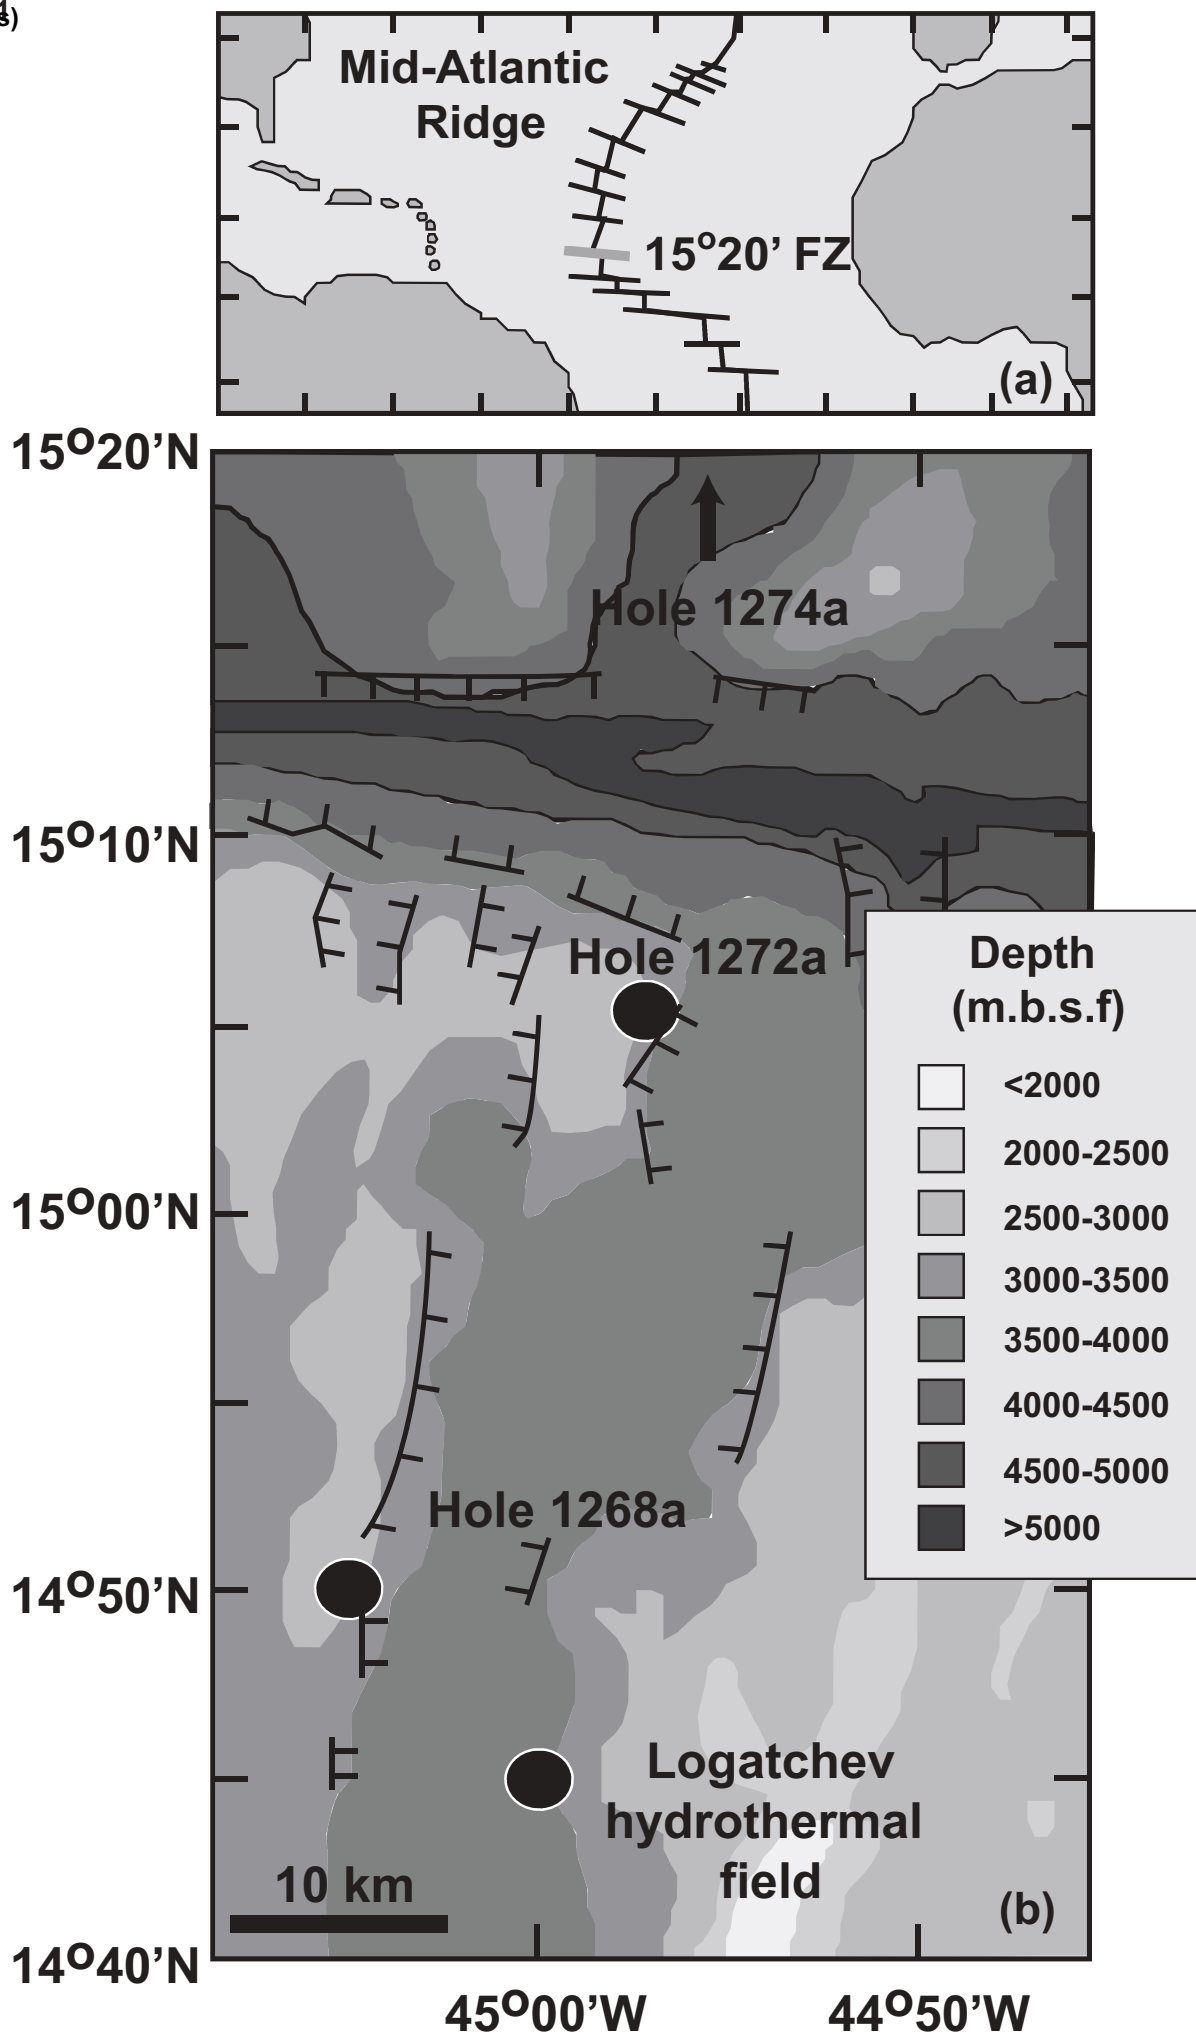 s)
Mid-Atlantic
Ridge
15°20’ FZ
(a)
15°20’N
Hole 1274a
15°10’N
Hole 1272a
Depth
(m.b.s.f)
<2000
2000-2500
2500-3000
3000-3500
3500-4000
4000-4500
4500-5000
>5000
15°00’N
Hole 1268a
14°50’N
Logatchev
hydrothermal
field
10 km
(b)
14°40’N
45°00’W
44°50’W